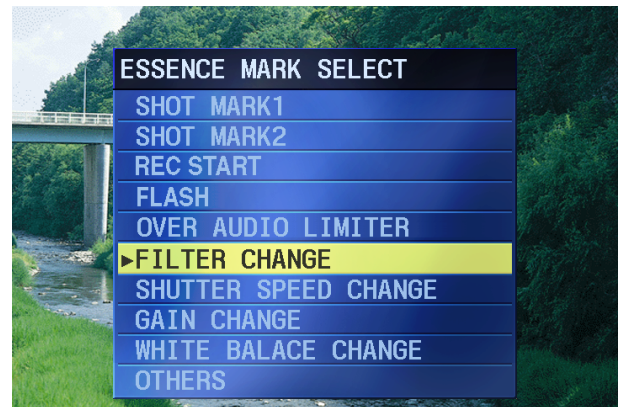 ESSENCE MARK SELECT
SHOT MARK1
SHOT MARK2
REC START
FLASH
OVER AUDIO LIMITER
►FILTER CHANGE
SHUTTER SPEED CHANGE
GAIN CHANGE
WHITE BALACE CHANGE
OTHERS